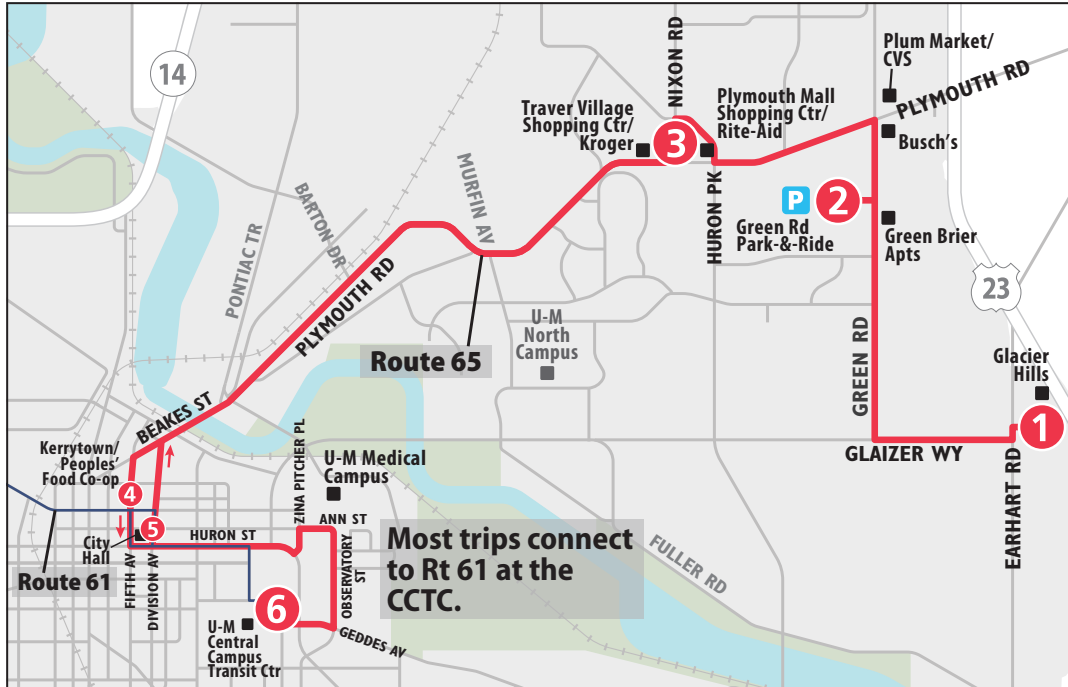 14
NIXON RD
Plum Market/
CVS
PLYMOUTH RD
Traver Village
Shopping Ctr/
Kroger
3
Plymouth Mall
Shopping Ctr/
Rite-Aid
Busch's
MURFIN AV
BARTON DR
PONTIAC TR
HURON PK
P
2
Green Rd
Park-&-Ride
Green Brier
Apts
23
PLYMOUTH RD
U-M
North
Campus
Route 65
GREEN RD
Glacier
Hills
1
BEAKES ST
GLAIZER WY
EARHART RD
Kerrytown/
Peoples'
Food Co-op
4
ZINA PITCHER PL
U-M Medical
Campus
5
City
Hall
HURON ST
ANN ST
Route 61
FIFTH AV
DIVISION AV
OBSERVATORY
ST
Most trips connect
to Rt 61 at the
CCTC.
FULLER RD
6
U-M
Central
Campus
Transit Ctr
GEDDES AV